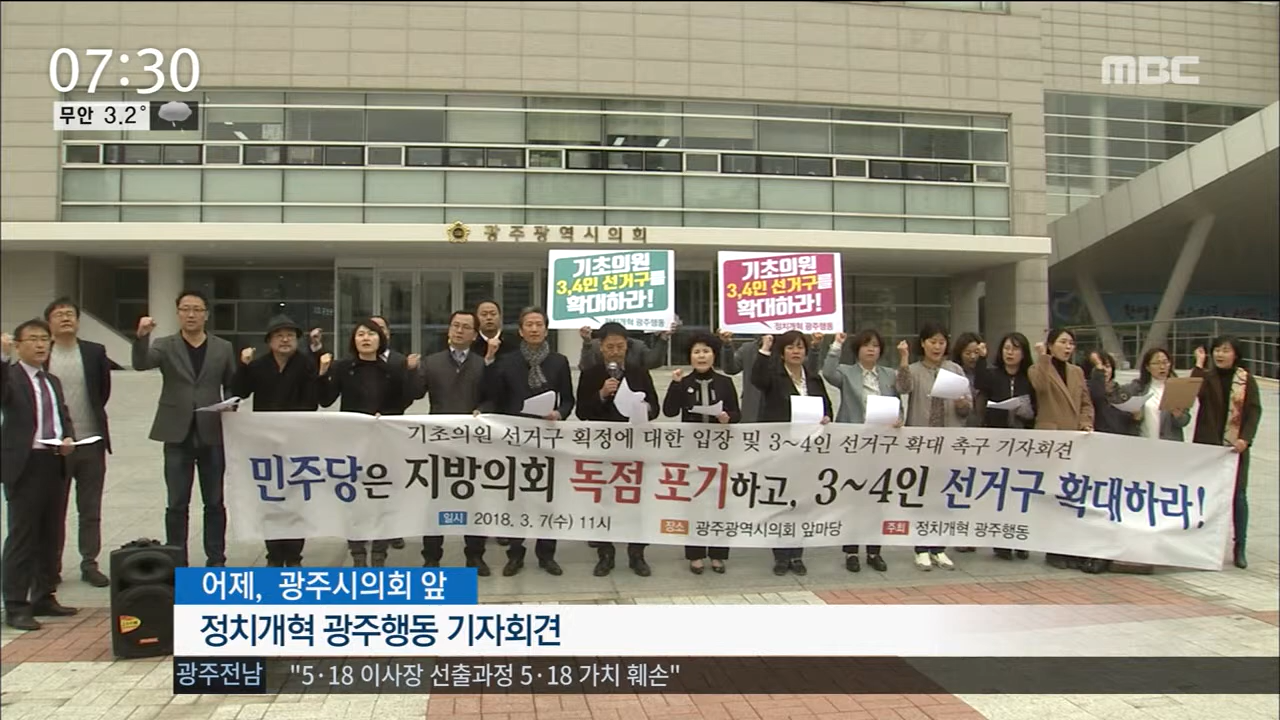 07:30
MBC
무안 3.2°
광주광역시의회
기초의원
3,4인 선거구를
확대하라!
정치개혁 광주행동
기초의원
3,4인 선거구를
확대하라!
정치개혁 광주행동
기초의원 선거구 획정에 대한 입장 및 3~4인 선거구 확대 촉구 기자회견
민주당은 지방의회 독점 포기하고, 3~4인 선거구 확대하라!
일시 2018. 3. 7(수) 11시 장소 광주광역시의회 앞마당 주최 정치개혁 광주행동
어제, 광주시의회 앞
정치개혁 광주행동 기자회견
광주전남 "5·18 이사장 선출과정 5·18 가치 훼손"